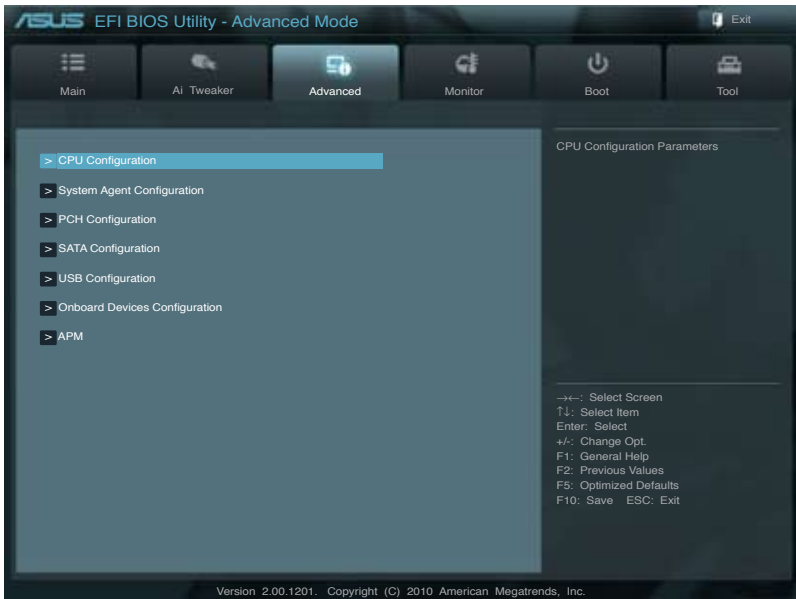 ASUS EFI BIOS Utility - Advanced Mode
Exit
Main
Ai Tweaker
Advanced
Monitor
Boot
Tool
> CPU Configuration
> System Agent Configuration
> PCH Configuration
> SATA Configuration
> USB Configuration
> Onboard Devices Configuration
> APM
CPU Configuration Parameters
→←: Select Screen
↑↓: Select Item
Enter: Select
+/-: Change Opt.
F1: General Help
F2: Previous Values
F5: Optimized Defaults
F10: Save ESC: Exit
Version 2.00.1201. Copyright (C) 2010 American Megatrends, Inc.